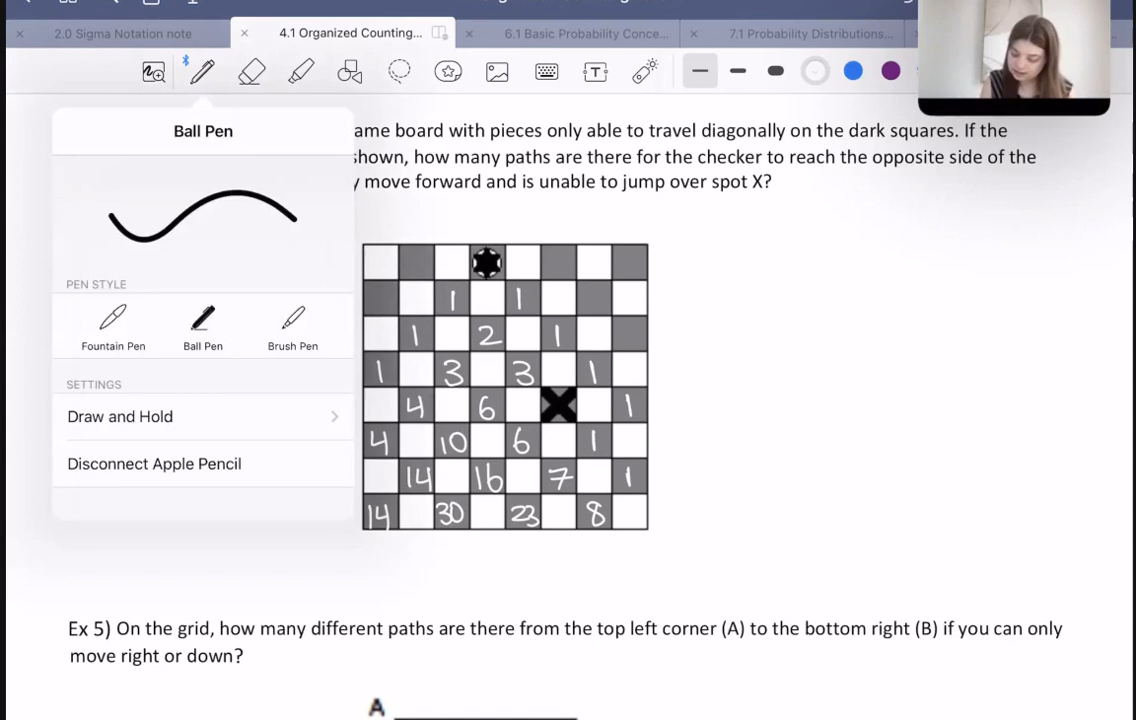 2.0 Sigma Notation note
4.1 Organized Counting...
6.1 Basic Probability Conce...
7.1 Probability Distributions...
Ball Pen
PEN STYLE
Fountain Pen
Ball Pen
Brush Pen
SETTINGS
Draw and Hold
Disconnect Apple Pencil
ame board with pieces only able to travel diagonally on the dark squares. If the
shown, how many paths are there for the checker to reach the opposite side of the
y move forward and is unable to jump over spot X?
1 1
1 2 1
1 3 3 1
4 6 X 1
4 10 6 1
14 16 7 1
14 30 23 8
Ex 5) On the grid, how many different paths are there from the top left corner (A) to the bottom right (B) if you can only
move right or down?
A